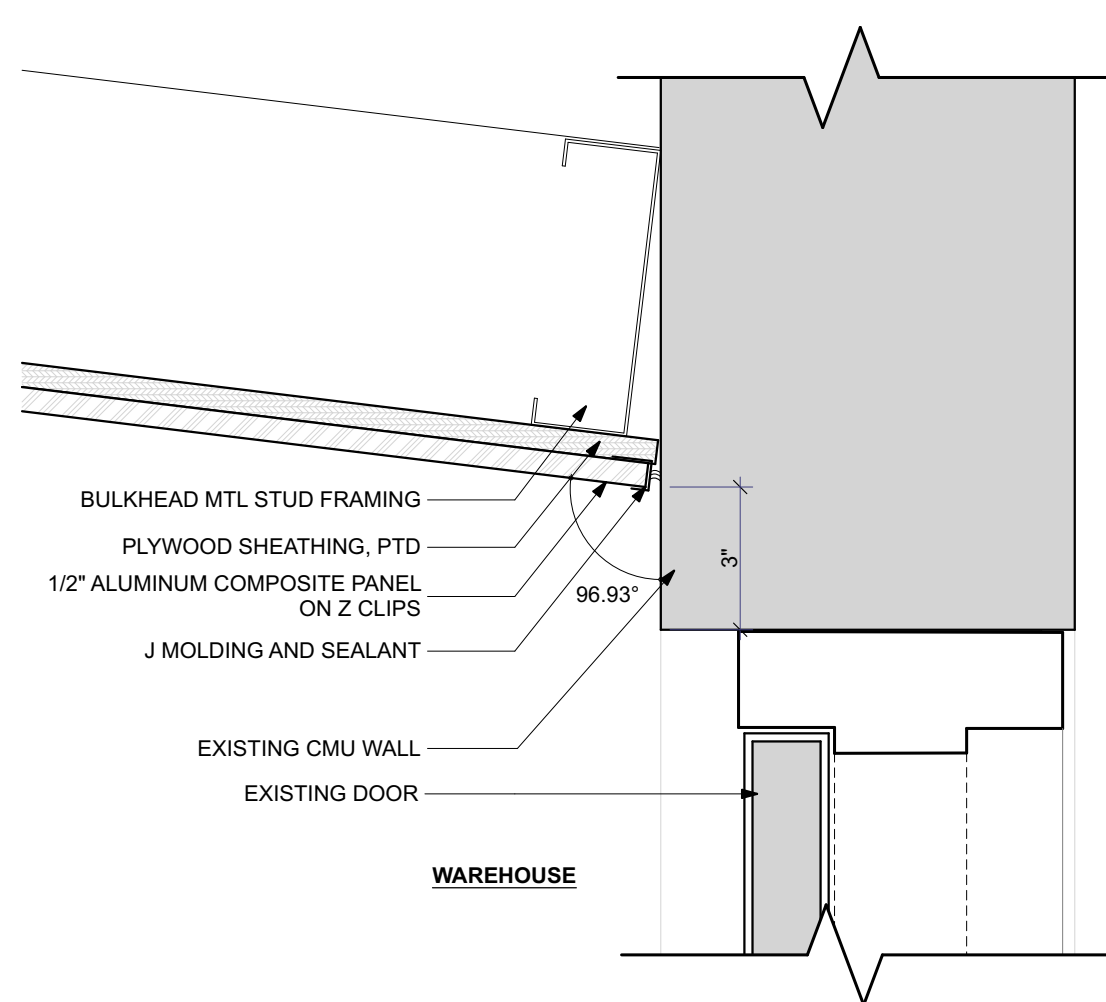 BULKHEAD MTL STUD FRAMING
PLYWOOD SHEATHING, PTD
1/2" ALUMINUM COMPOSITE PANEL
ON Z CLIPS
J MOLDING AND SEALANT
EXISTING CMU WALL
EXISTING DOOR
96.93°
3"
WAREHOUSE